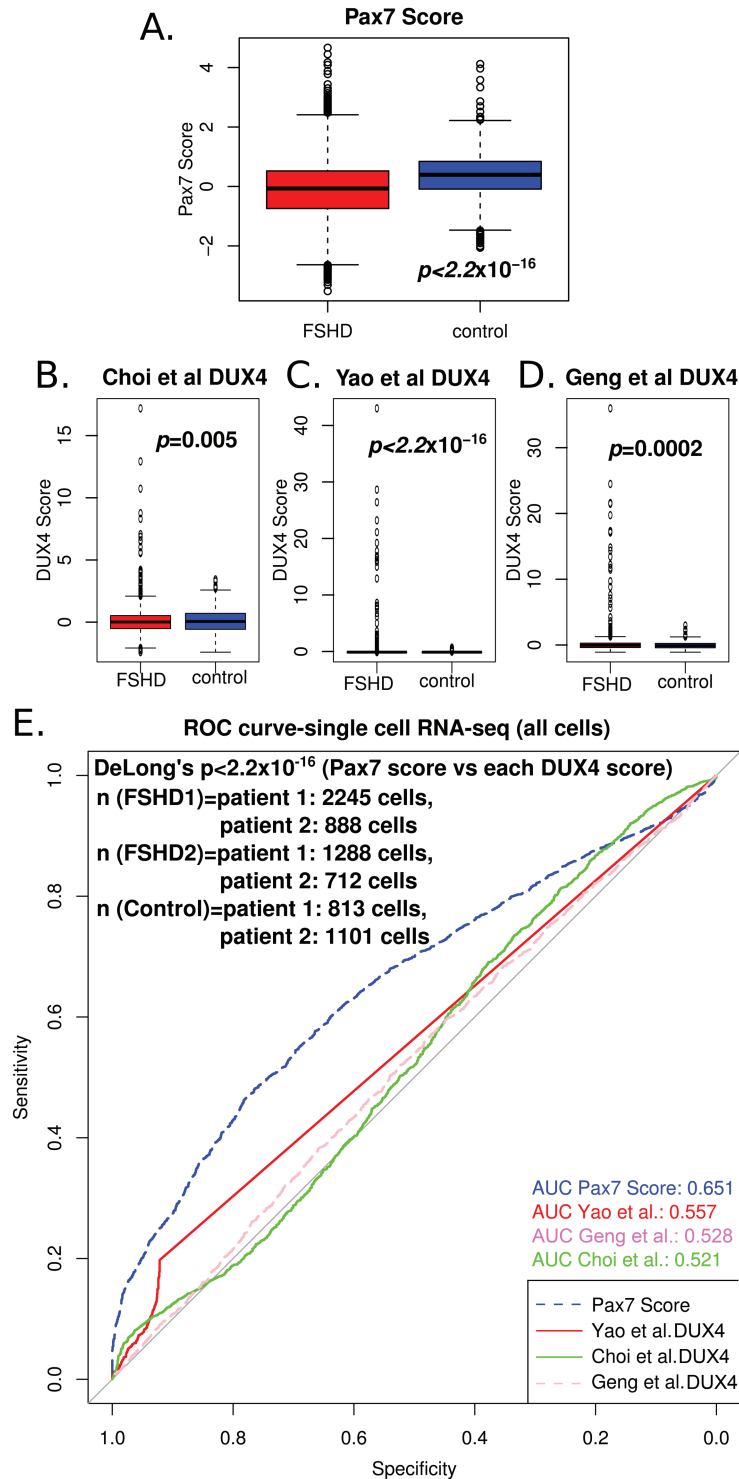 A.
Pax7 Score
Pax7 Score
4
2
0
−2
p<2.2x10⁻¹⁶
FSHD
control
B.
Choi et al DUX4
DUX4 Score
15
10
5
0
p=0.005
FSHD
control
C.
Yao et al DUX4
DUX4 Score
40
30
20
10
0
p<2.2x10⁻¹⁶
FSHD
control
D.
Geng et al DUX4
DUX4 Score
30
20
10
0
p=0.0002
FSHD
control
E.
ROC curve-single cell RNA-seq (all cells)
DeLong's p<2.2x10⁻¹⁶ (Pax7 score vs each DUX4 score)
n (FSHD1)=patient 1: 2245 cells,
patient 2: 888 cells
n (FSHD2)=patient 1: 1288 cells,
patient 2: 712 cells
n (Control)=patient 1: 813 cells,
patient 2: 1101 cells
Sensitivity
1.0
0.8
0.6
0.4
0.2
0.0
AUC Pax7 Score: 0.651
AUC Yao et al.: 0.557
AUC Geng et al.: 0.528
AUC Choi et al.: 0.521
Pax7 Score
Yao et al.DUX4
Choi et al.DUX4
Geng et al.DUX4
1.0
0.8
0.6
0.4
0.2
0.0
Specificity